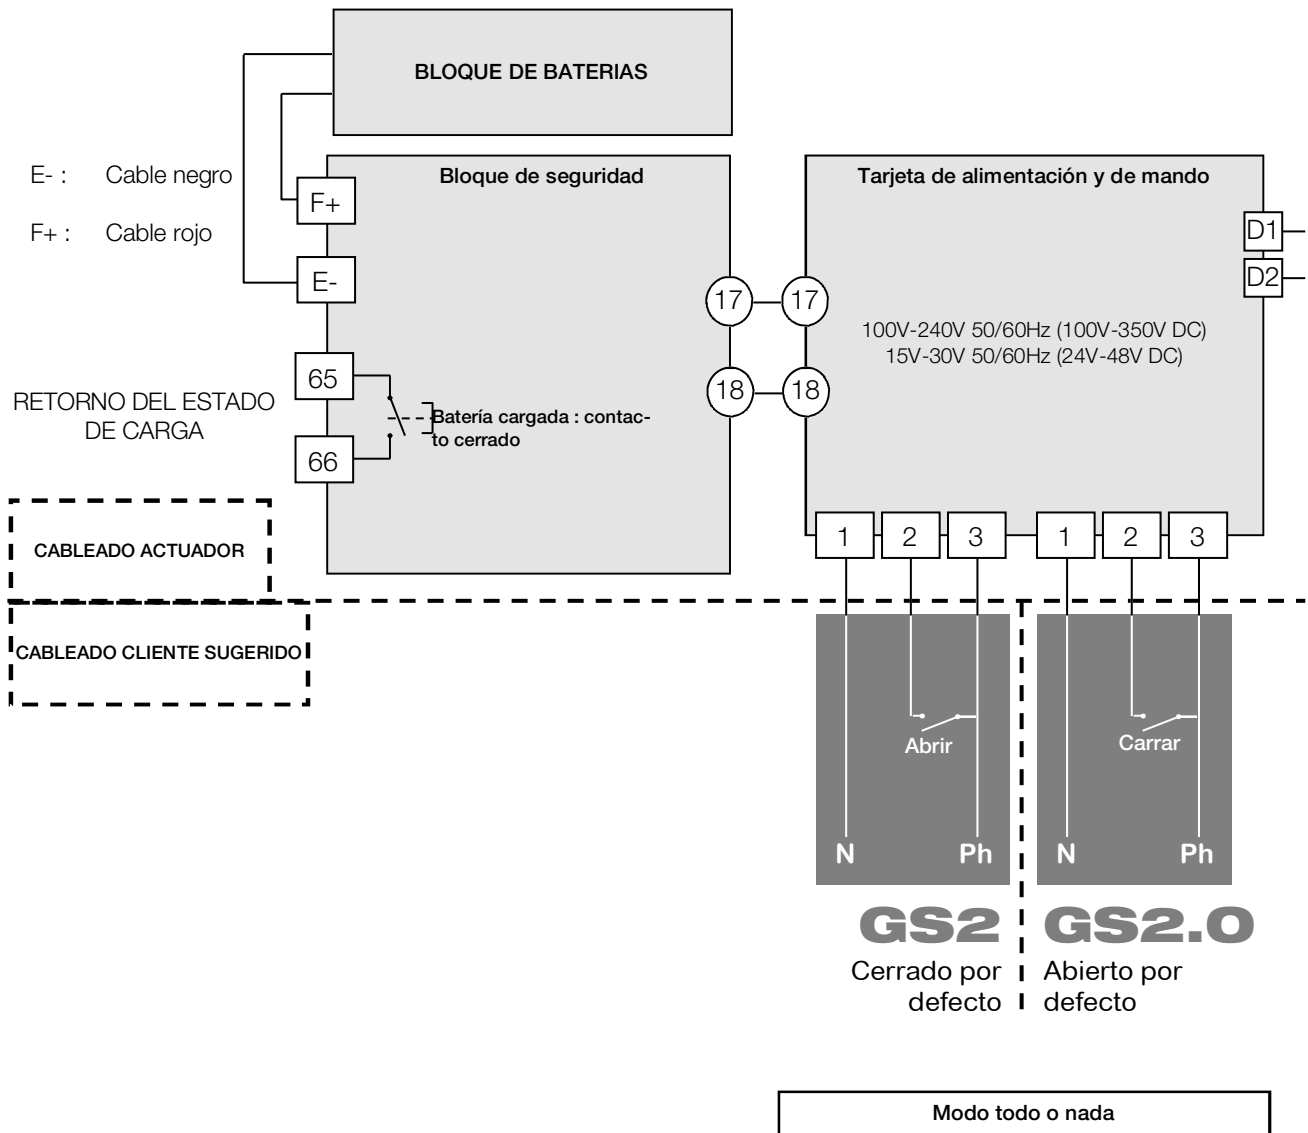 BLOQUE DE BATERIAS
E- : Cable negro
F+ : Cable rojo
F+
E-
Bloque de seguridad
Tarjeta de alimentación y de mando
D1
D2
17
17
18
18
100V-240V 50/60Hz (100V-350V DC)
15V-30V 50/60Hz (24V-48V DC)
65
66
RETORNO DEL ESTADO
DE CARGA
Batería cargada : contac-
to cerrado
CABLEADO ACTUADOR
CABLEADO CLIENTE SUGERIDO
1 2 3 1 2 3
Abrir
Carrar
N Ph N Ph
GS2
Cerrado por
defecto
GS2.0
Abierto por
defecto
Modo todo o nada